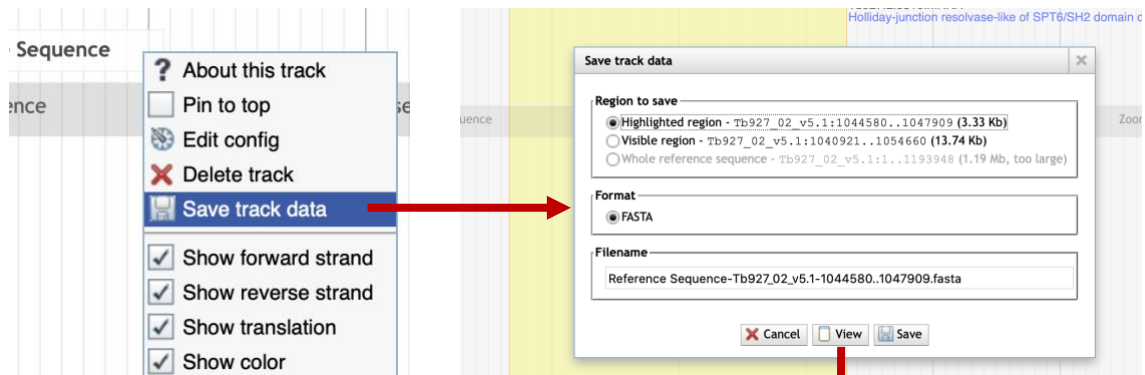 Sequence
ence
? About this track
Pin to top
Edit config
Delete track
Save track data
Show forward strand
Show reverse strand
Show translation
Show color
se
uence
Holliday-junction resolvase-like of SPT6/SH2 domain c
Zoo
Save track data
Region to save
Highlighted region - Tb927_02_v5.1:1044580..1047909 (3.33 Kb)
Visible region - Tb927_02_v5.1:1040921..1054660 (13.74 Kb)
Whole reference sequence - Tb927_02_v5.1:1..1193948 (1.19 Mb, too large)
Format
FASTA
Filename
Reference Sequence-Tb927_02_v5.1-1044580..1047909.fasta
Cancel View Save